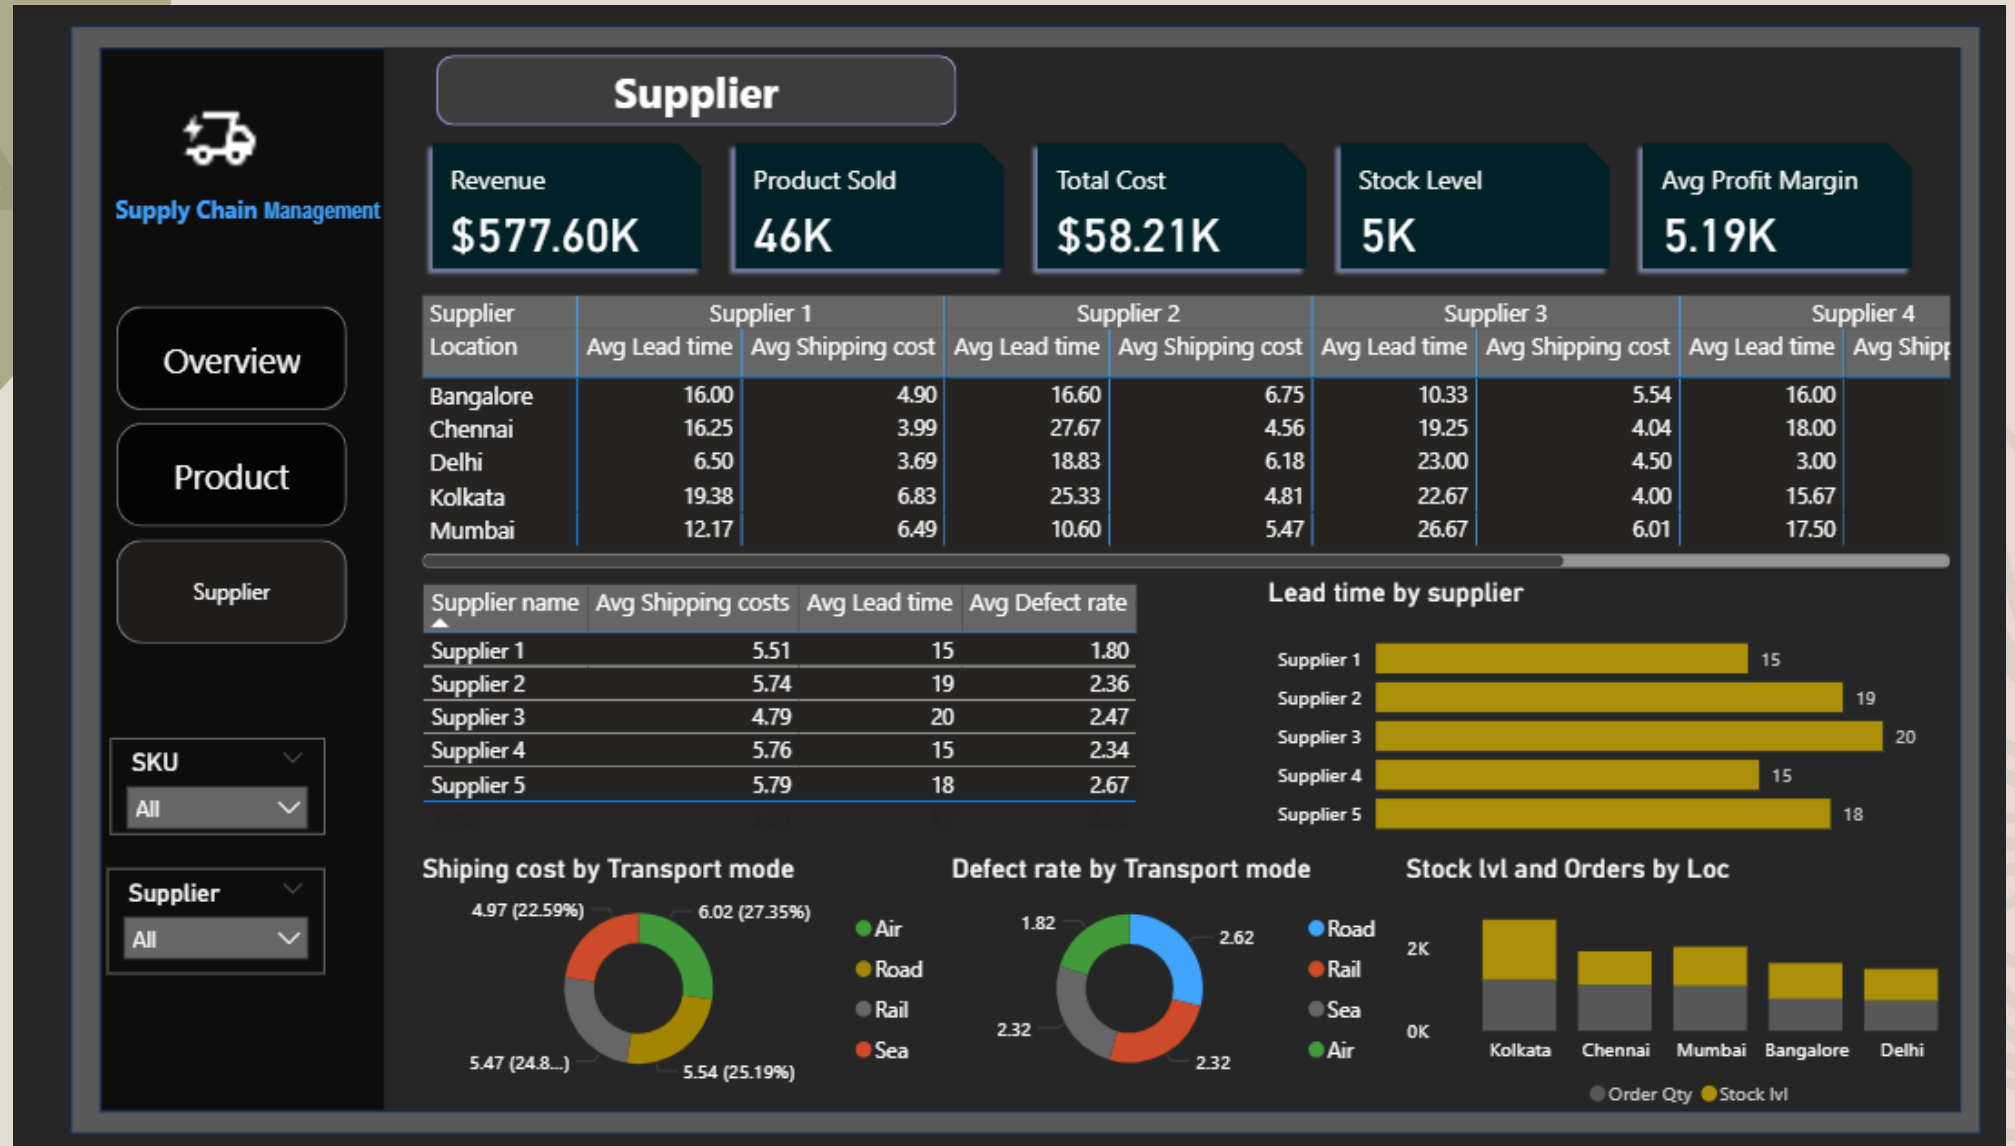 Supplier
Supply Chain Management
Overview
Product
Supplier
SKU
All
Supplier
All
Revenue
$577.60K
Product Sold
46K
Total Cost
$58.21K
Stock Level
5K
Avg Profit Margin
5.19K
Supplier Supplier 1 Supplier 2 Supplier 3 Supplier 4
Location Avg Lead time Avg Shipping cost Avg Lead time Avg Shipping cost Avg Lead time Avg Shipping cost Avg Lead time Avg Shipp
Bangalore 16.00 4.90 16.60 6.75 10.33 5.54 16.00
Chennai 16.25 3.99 27.67 4.56 19.25 4.04 18.00
Delhi 6.50 3.69 18.83 6.18 23.00 4.50 3.00
Kolkata 19.38 6.83 25.33 4.81 22.67 4.00 15.67
Mumbai 12.17 6.49 10.60 5.47 26.67 6.01 17.50
Supplier name Avg Shipping costs Avg Lead time Avg Defect rate
Supplier 1 5.51 15 1.80
Supplier 2 5.74 19 2.36
Supplier 3 4.79 20 2.47
Supplier 4 5.76 15 2.34
Supplier 5 5.79 18 2.67
Lead time by supplier
Supplier 1 15
Supplier 2 19
Supplier 3 20
Supplier 4 15
Supplier 5 18
Shiping cost by Transport mode
4.97 (22.59%)
6.02 (27.35%)
5.47 (24.8...)
5.54 (25.19%)
Air
Road
Rail
Sea
Defect rate by Transport mode
1.82
2.62
2.32
2.32
Road
Rail
Sea
Air
Stock lvl and Orders by Loc
2K
0K
Kolkata Chennai Mumbai Bangalore Delhi
Order Qty Stock lvl